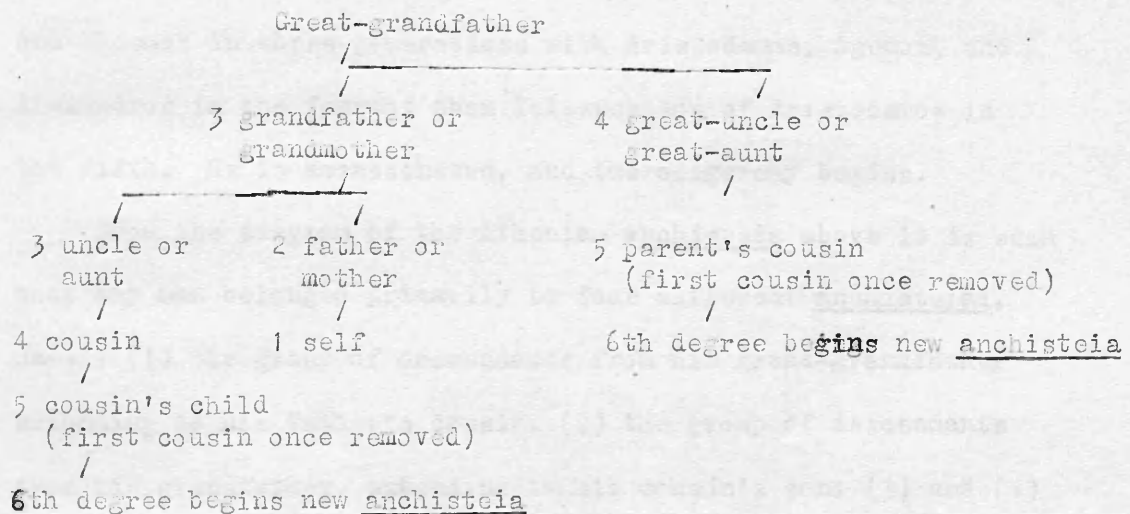 Great-grandfather
3 grandfather or grandmother
4 great-uncle or great-aunt
3 uncle or aunt
2 father or mother
5 parent's cousin
(first cousin once removed)
4 cousin
1 self
6th degree begins new anchisteia
5 cousin's child
(first cousin once removed)
6th degree begins new anchisteia